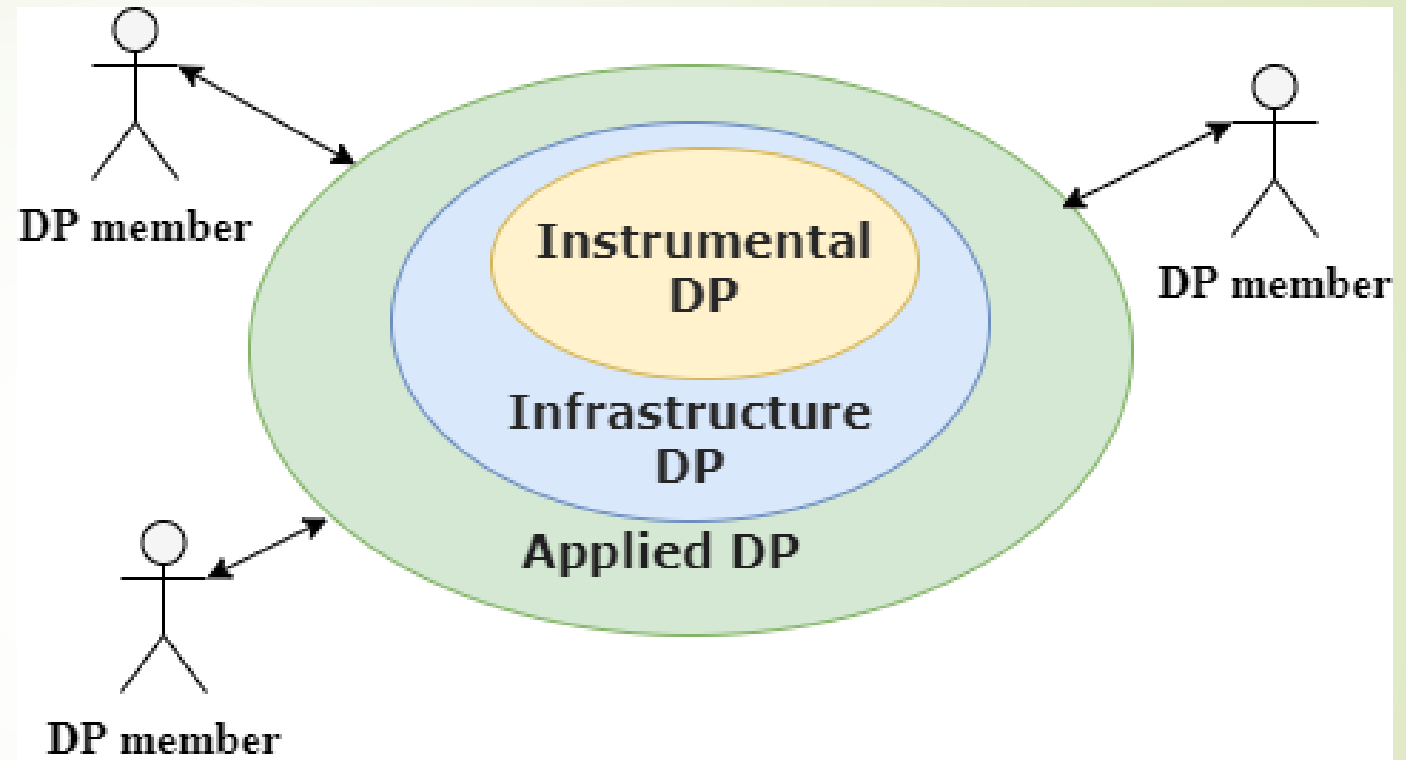 DP member
DP member
Instrumental
DP
Infrastructure
DP
Applied DP
DP member